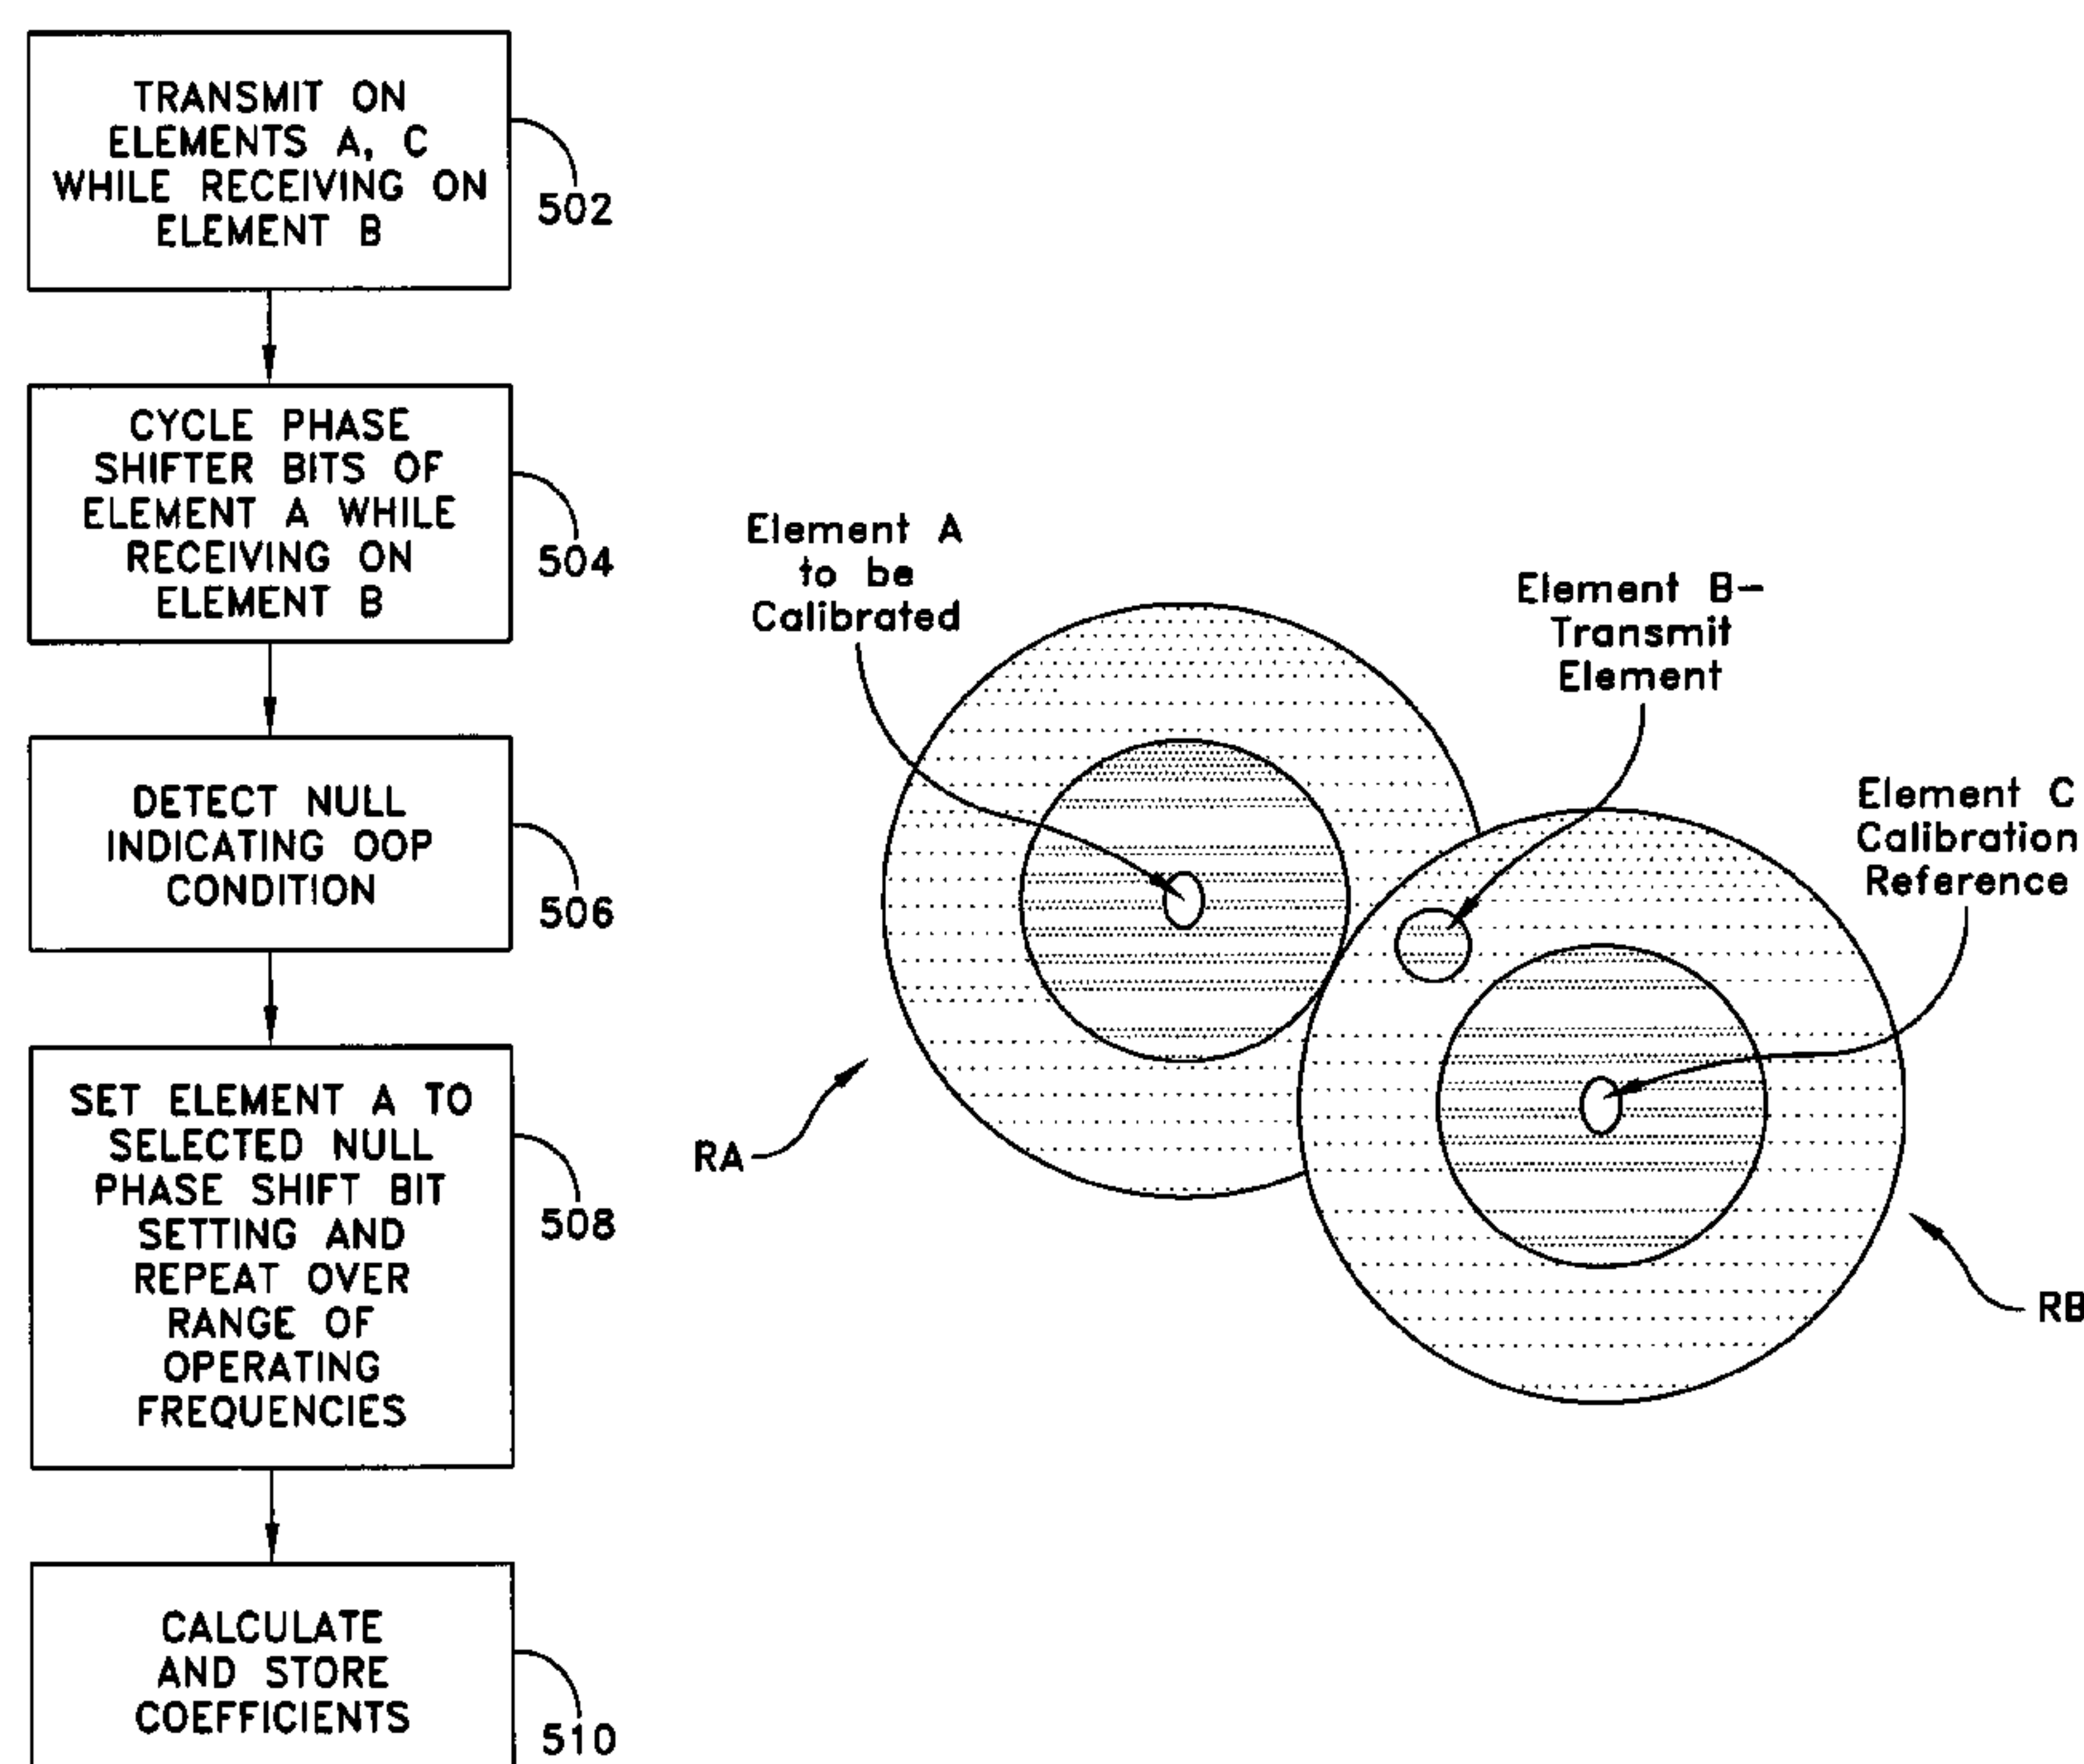 TRANSMIT ON
ELEMENTS A, C
WHILE RECEIVING ON
ELEMENT B
502
CYCLE PHASE
SHIFTER BITS OF
ELEMENT A WHILE
RECEIVING ON
ELEMENT B
504
DETECT NULL
INDICATING OOP
CONDITION
506
SET ELEMENT A TO
SELECTED NULL
PHASE SHIFT BIT
SETTING AND
REPEAT OVER
RANGE OF
OPERATING
FREQUENCIES
508
CALCULATE
AND STORE
COEFFICIENTS
510
Element A
to be
Calibrated
Element B-
Transmit
Element
Element C
Calibration
Reference
RA
RB